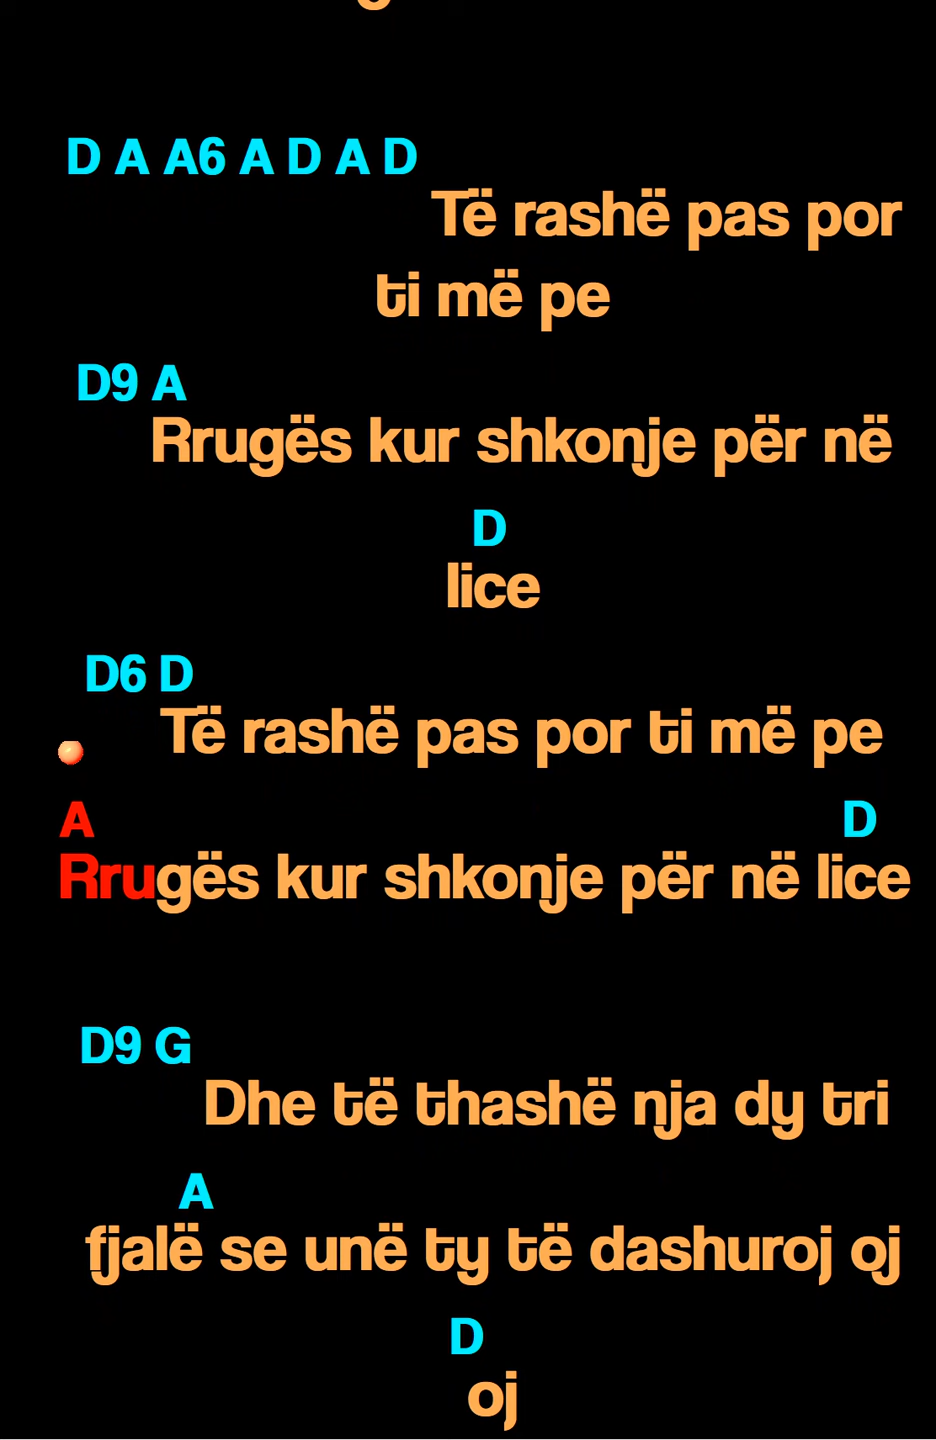 D A A6 A D A D
Të rashë pas por
ti më pe
D9 A
Rrugës kur shkonje për në
D
lice
D6 D
Të rashë pas por ti më pe
A D
Rrugës kur shkonje për në lice
D9 G
Dhe të thashë nja dy tri
A
fjalë se unë ty të dashuroj oj
D
oj